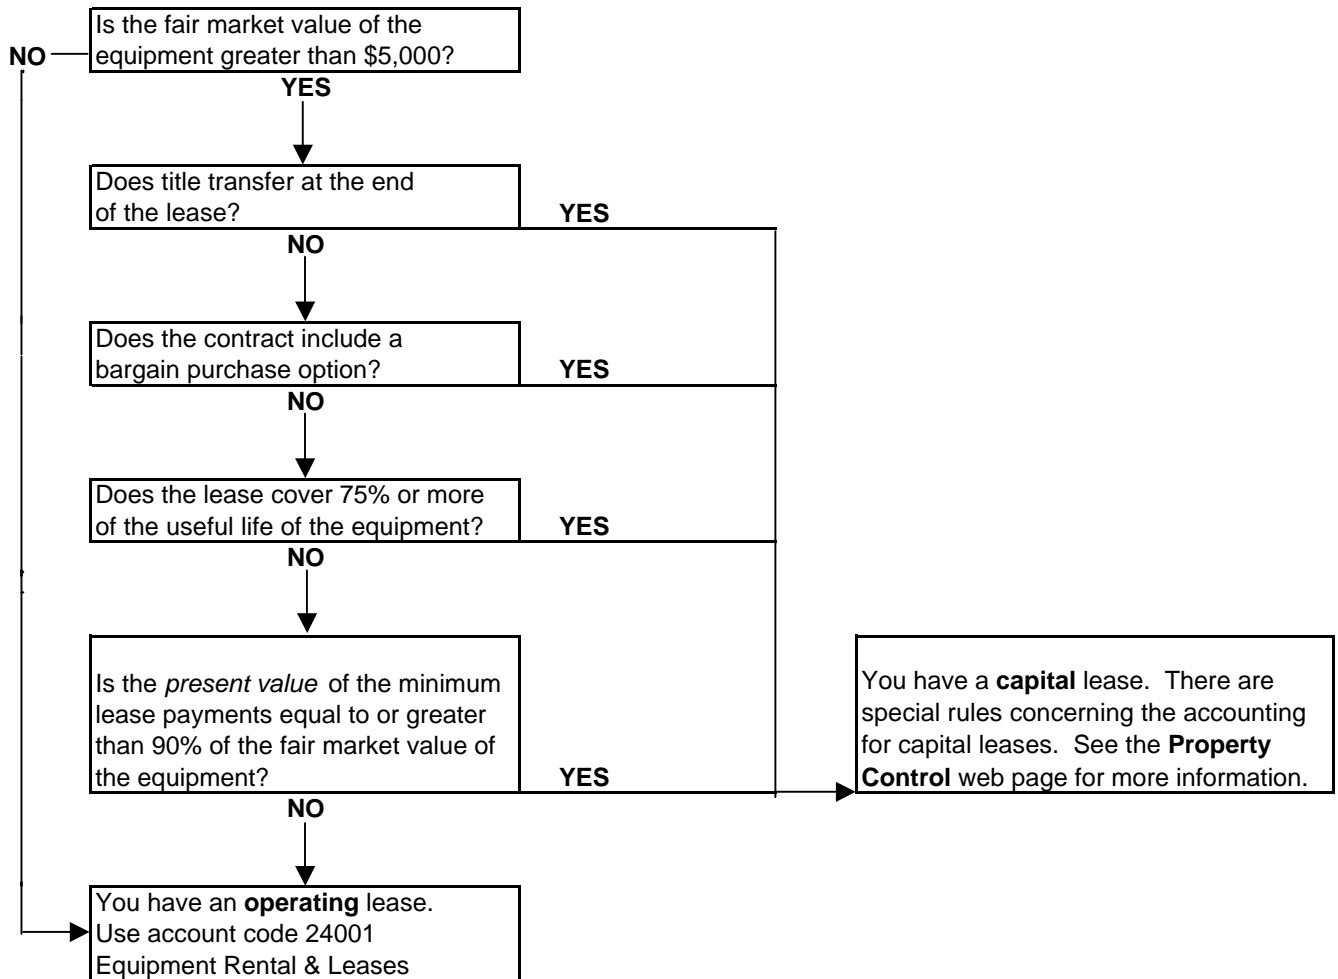 Is the fair market value of the
equipment greater than $5,000?
NO
YES
Does title transfer at the end
of the lease?
YES
NO
Does the contract include a
bargain purchase option?
YES
NO
Does the lease cover 75% or more
of the useful life of the equipment?
YES
NO
Is the present value of the minimum
lease payments equal to or greater
than 90% of the fair market value of
the equipment?
YES
You have a capital lease. There are
special rules concerning the accounting
for capital leases. See the Property
Control web page for more information.
NO
You have an operating lease.
Use account code 24001
Equipment Rental & Leases